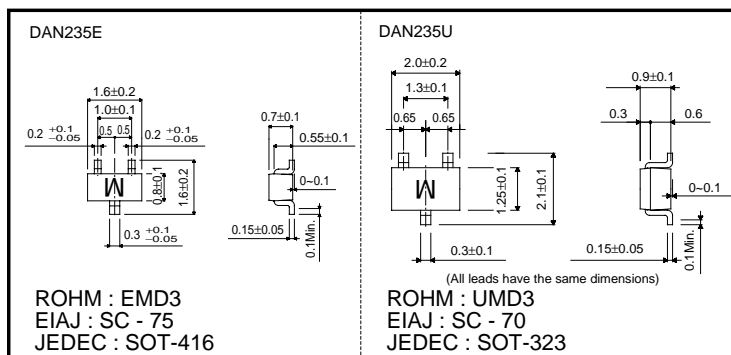 DAN235E
1.6±0.2
1.0±0.1
0.5 0.5
0.2 +0.1 −0.05
0.2 +0.1 −0.05
M
0.8±0.1
1.6±0.2
0.3 +0.1 −0.05
0.7±0.1
0.55±0.1
0~0.1
0.15±0.05
0.1Min.
ROHM : EMD3
EIAJ : SC - 75
JEDEC : SOT-416
DAN235U
2.0±0.2
1.3±0.1
0.65 0.65
M
1.25±0.1
2.1±0.1
0.3±0.1
0.9±0.1
0.3 0.6
0~0.1
0.15±0.05
0.1Min.
(All leads have the same dimensions)
ROHM : UMD3
EIAJ : SC - 70
JEDEC : SOT-323